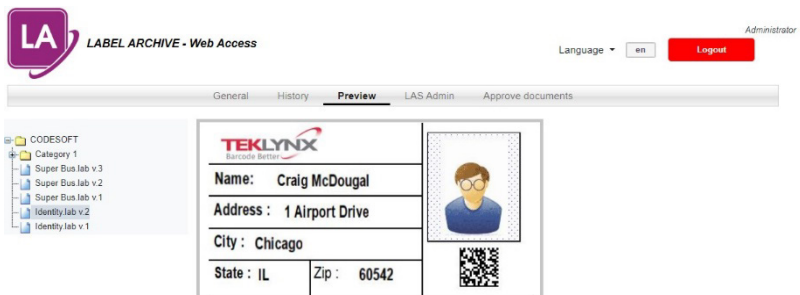 Administrator
LA
LABEL ARCHIVE - Web Access
Language
en
Logout
General History Preview LAS Admin Approve documents
CODESOFT
Category 1
Super Bus.lab v.3
Super Bus.lab v.2
Super Bus.lab v.1
Identity.lab v.2
Identity.lab v.1
TEKLYNX
Barcode Better
Name: Craig McDougal
Address : 1 Airport Drive
City : Chicago
State : IL Zip : 60542